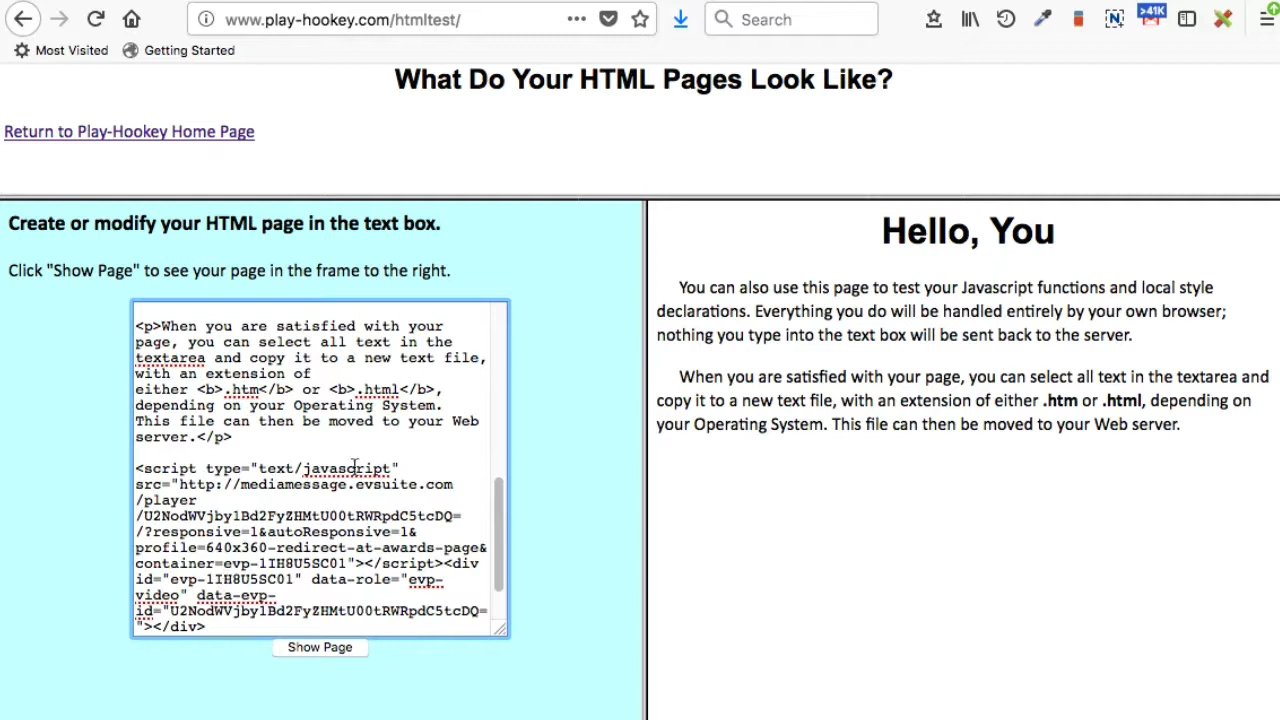 www.play-hookey.com/htmltest/
Search
>41K
N
Most Visited
Getting Started
What Do Your HTML Pages Look Like?
Return to Play-Hookey Home Page
Create or modify your HTML page in the text box.
Click "Show Page" to see your page in the frame to the right.
<p>When you are satisfied with your
page, you can select all text in the
textarea and copy it to a new text file,
with an extension of
either <b>.htm</b> or <b>.html</b>,
depending on your Operating System.
This file can then be moved to your Web
server.</p>
<script type="text/javascript"
src="http://mediamessage.evsuite.com
/player
/U2NodWVjbylBd2FyZHMtU00tRWRpdC5tcDQ=
/?responsive=1&autoResponsive=1&
profile=640x360-redirect-at-awards-page&
container=evp-1IH8U5SC01"></script><div
id="evp-1IH8U5SC01" data-role="evp-
video" data-evp-
id="U2NodWVjbylBd2FyZHMtU00tRWRpdC5tcDQ=
"></div>
Show Page
Hello, You
You can also use this page to test your Javascript functions and local style
declarations. Everything you do will be handled entirely by your own browser;
nothing you type into the text box will be sent back to the server.
When you are satisfied with your page, you can select all text in the textarea and
copy it to a new text file, with an extension of either .htm or .html, depending on
your Operating System. This file can then be moved to your Web server.